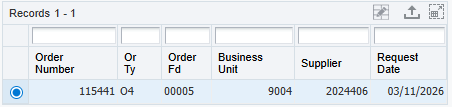 Records 1 - 1
Order Number Or Ty Order Fd Business Unit Supplier Request Date
115441 O4 00005 9004 2024406 03/11/2026